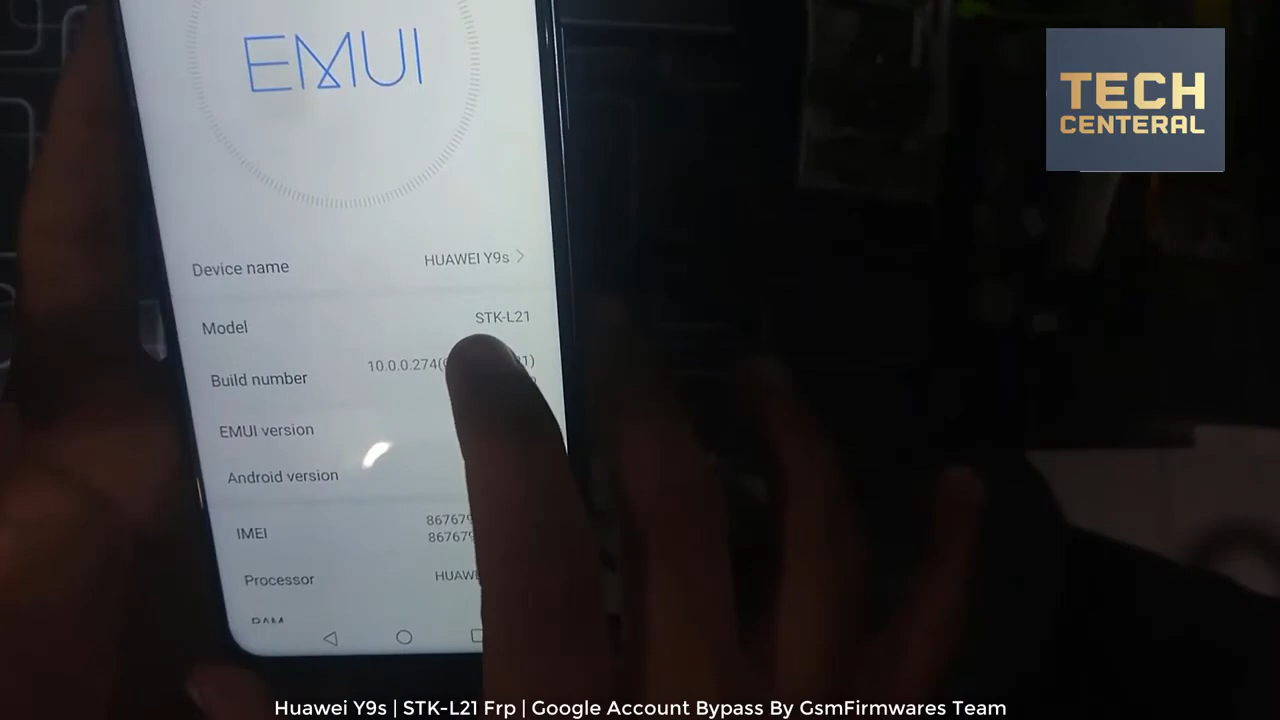 EMUI
TECH
CENTERAL
Device name HUAWEI Y9s
Model STK-L21
Build number 10.0.0.274(
EMUI version
Android version
IMEI 867679
867679
Processor
RAM
Huawei Y9s | STK-L21 Frp | Google Account Bypass By GsmFirmwares Team